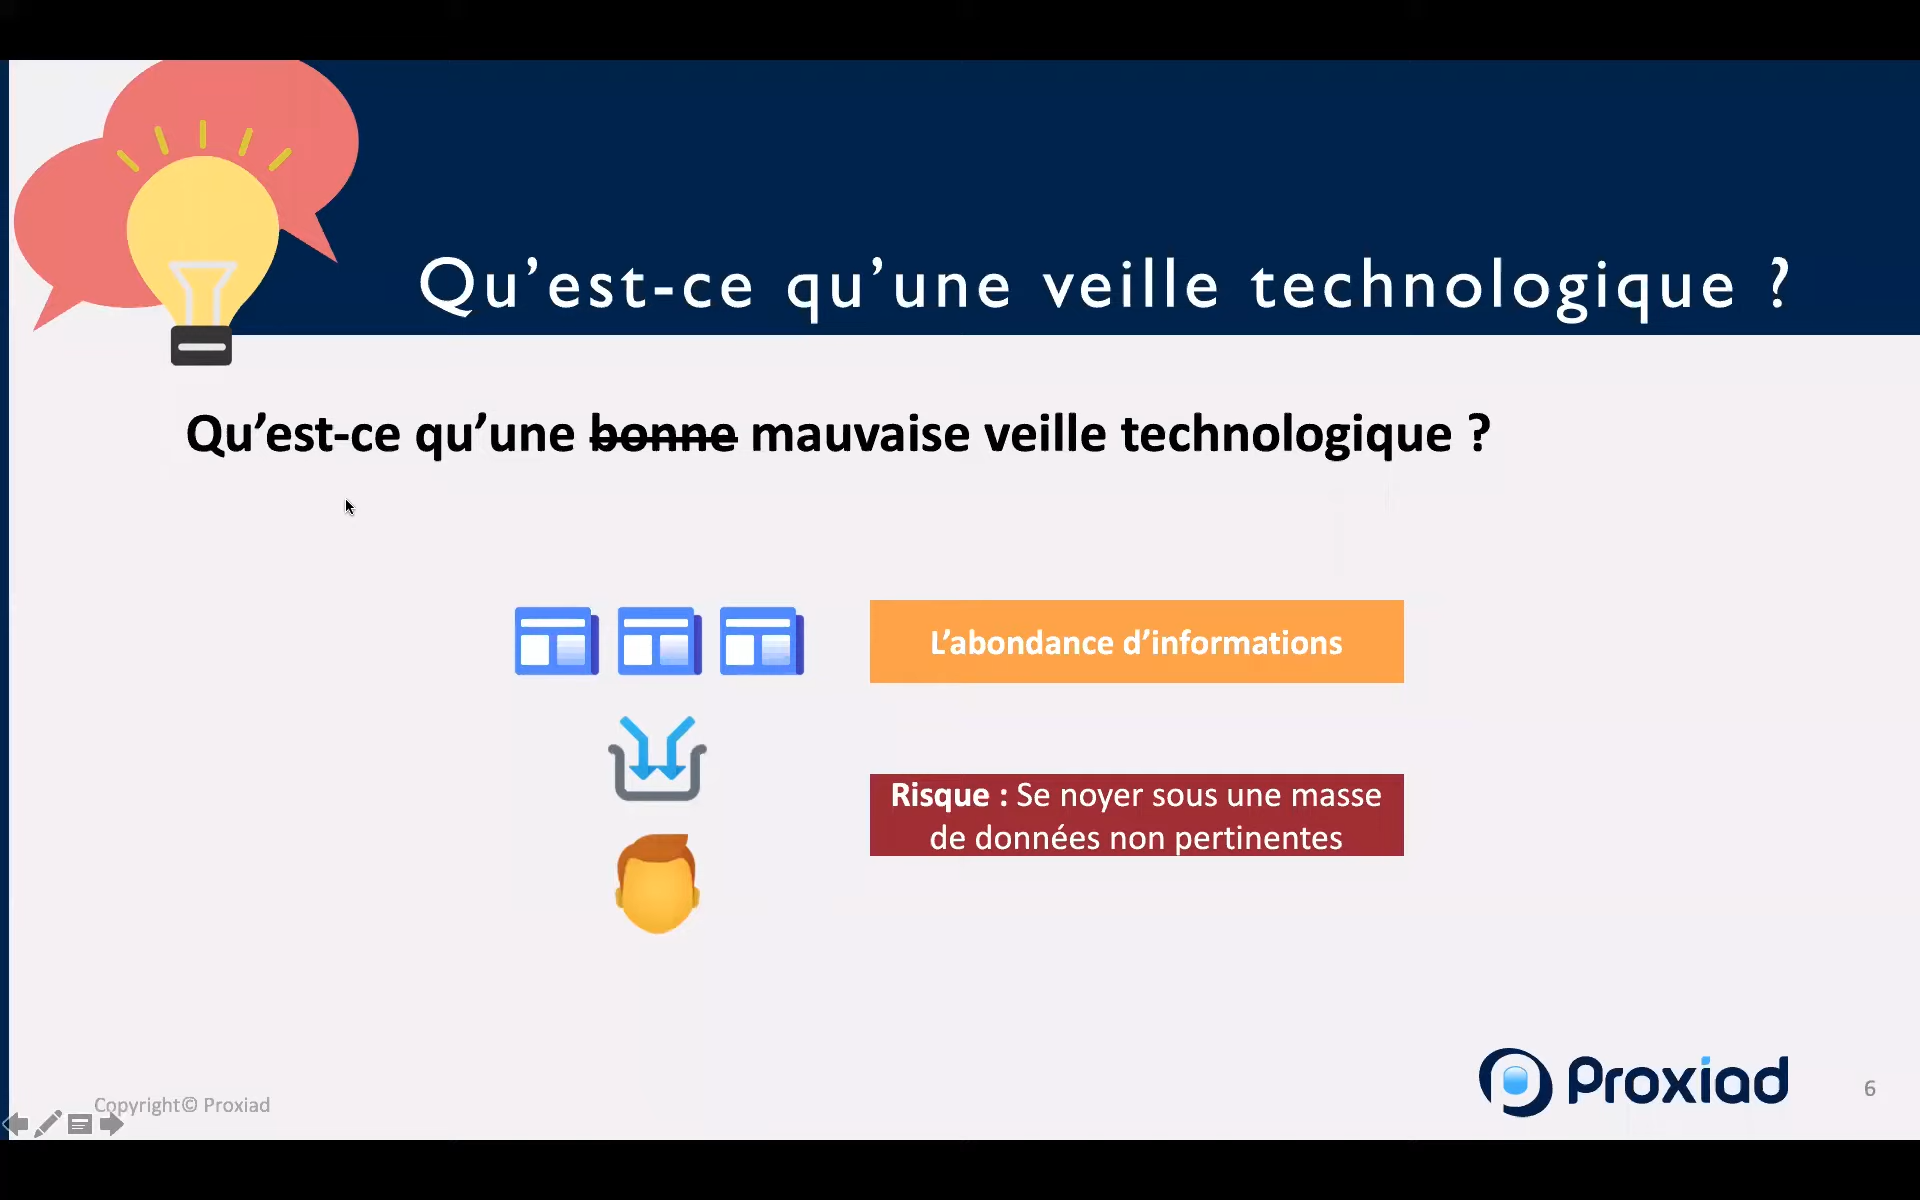 Qu’est-ce qu’une veille technologique ?
Qu’est-ce qu’une bonne mauvaise veille technologique ?
L’abondance d’informations
Risque : Se noyer sous une masse
de données non pertinentes
Copyright© Proxiad
Proxiad
6